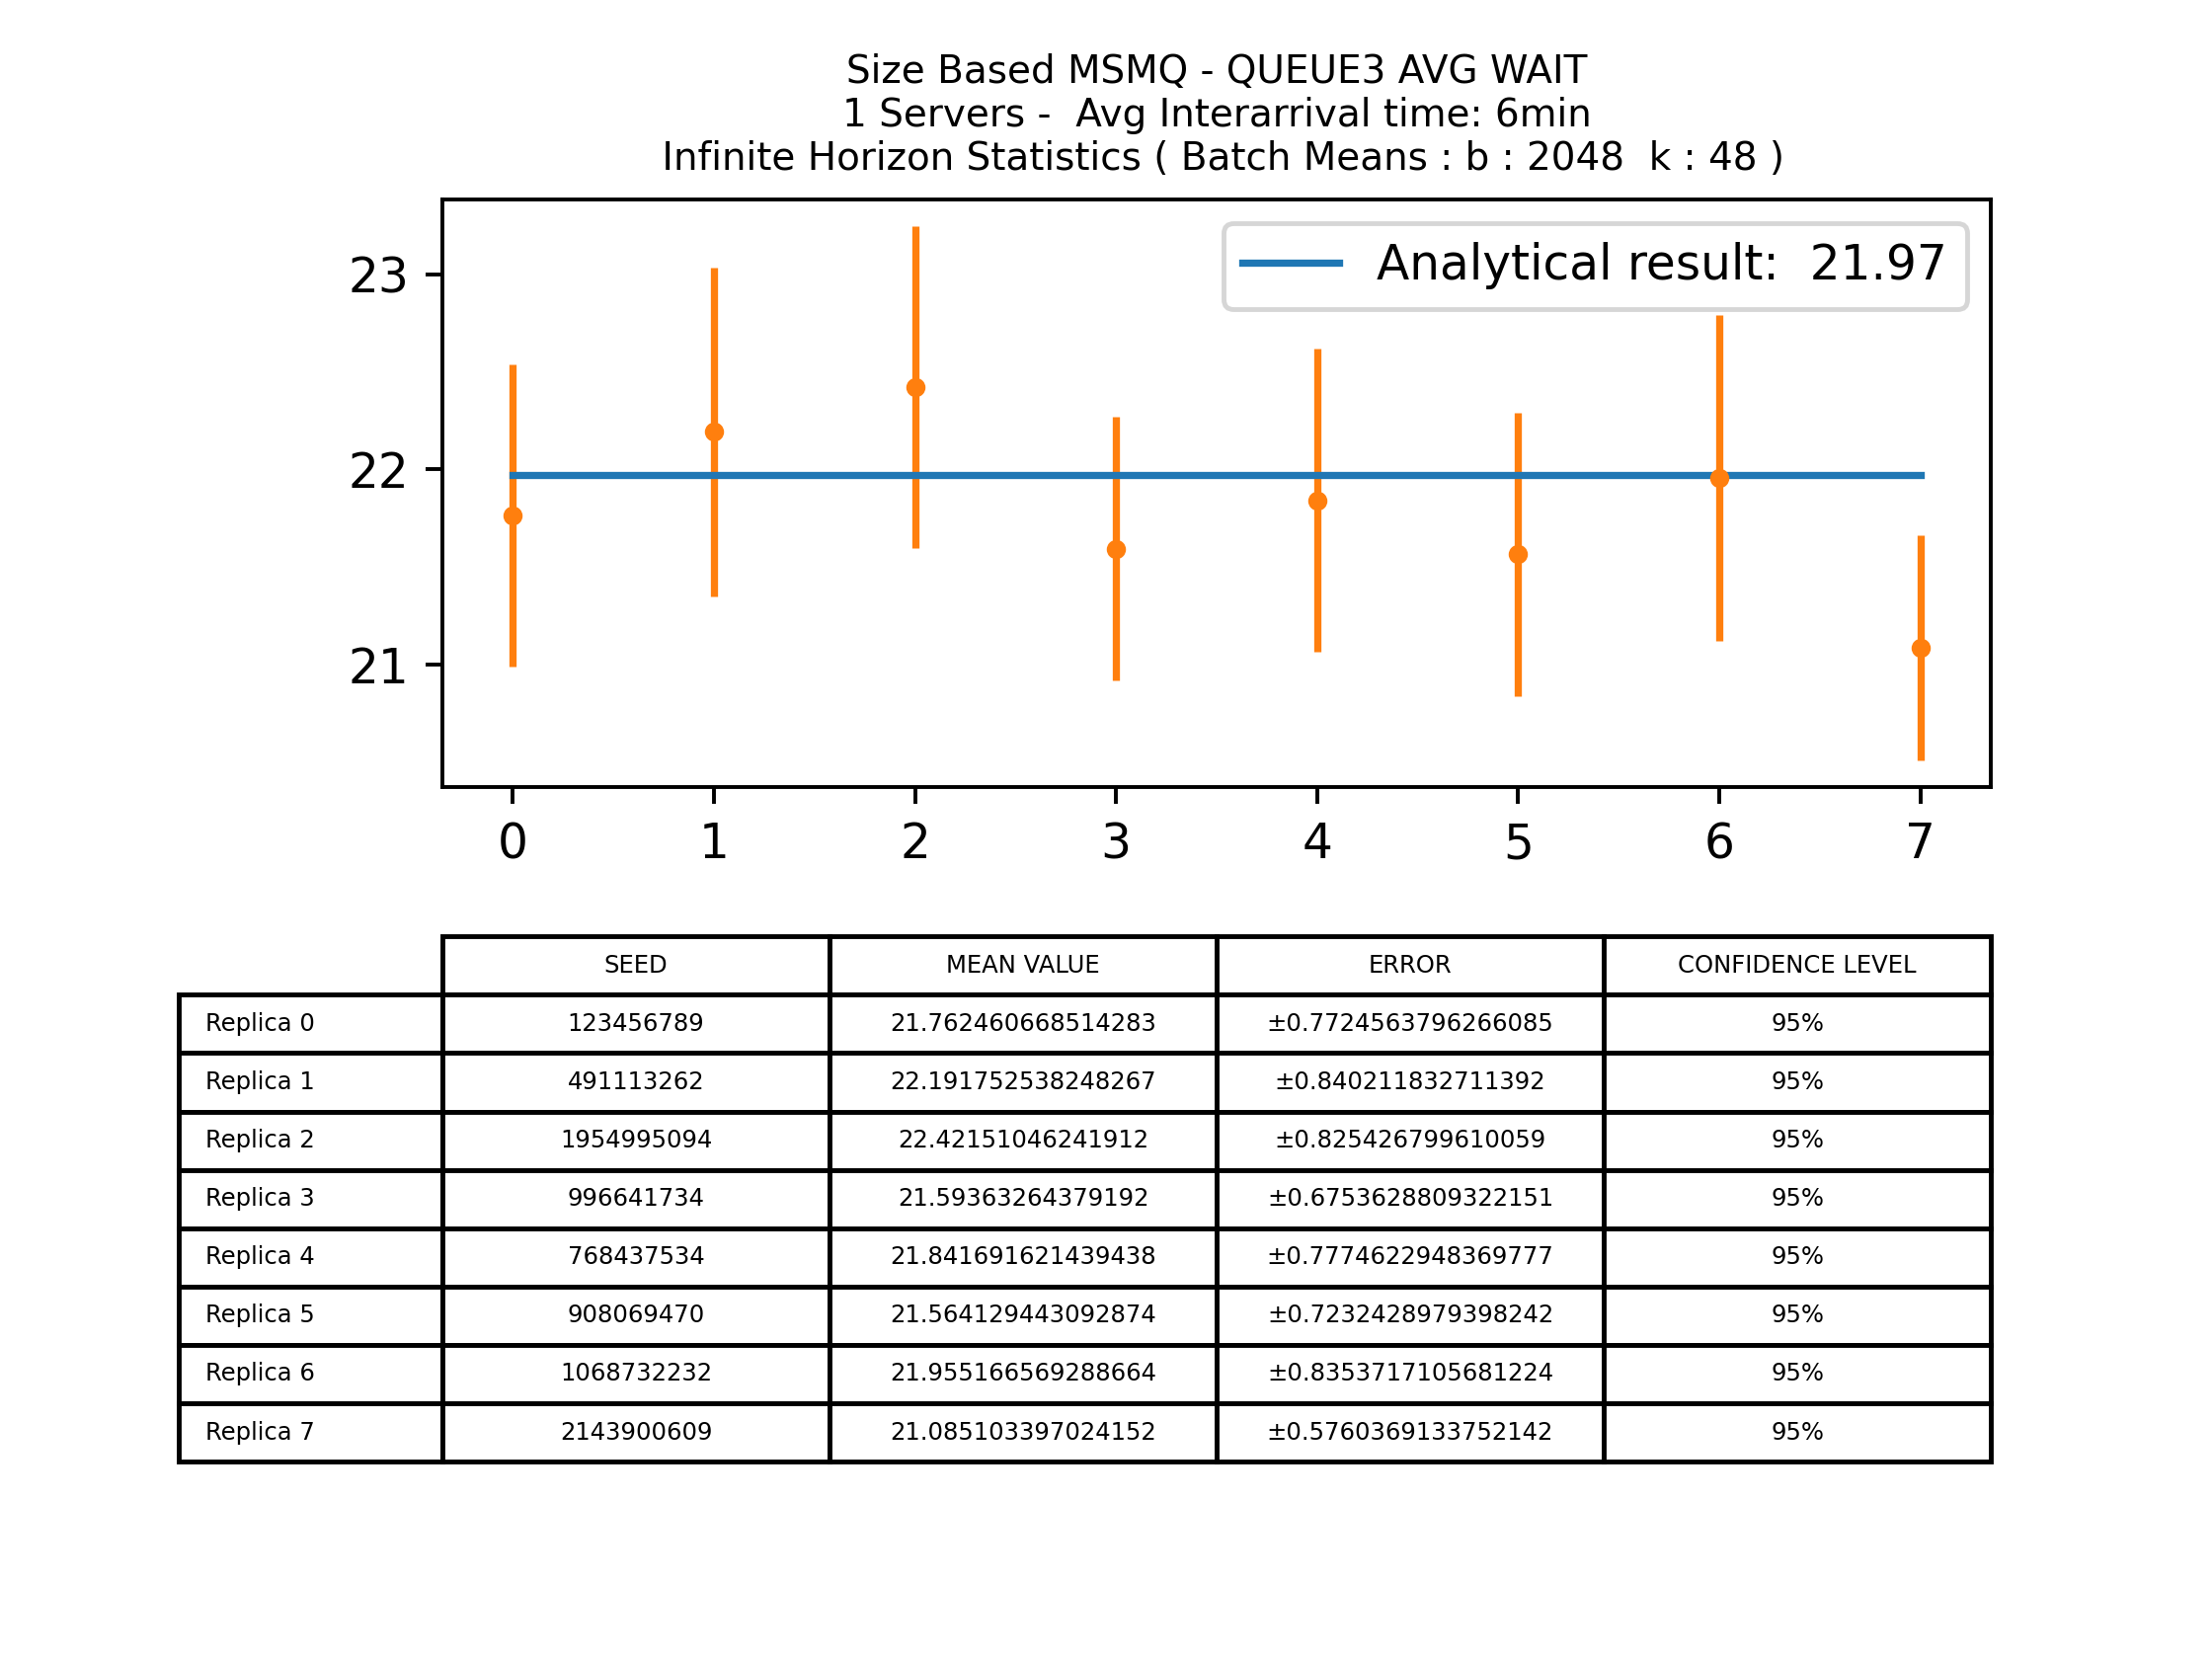 Size Based MSMQ - QUEUE3 AVG WAIT
1 Servers -  Avg Interarrival time: 6min
Infinite Horizon Statistics ( Batch Means : b : 2048  k : 48 )
Analytical result:  21.97
23
22
21
0 1 2 3 4 5 6 7
SEED MEAN VALUE ERROR CONFIDENCE LEVEL
Replica 0 123456789 21.762460668514283 ±0.7724563796266085 95%
Replica 1 491113262 22.191752538248267 ±0.840211832711392 95%
Replica 2 1954995094 22.42151046241912 ±0.825426799610059 95%
Replica 3 996641734 21.59363264379192 ±0.6753628809322151 95%
Replica 4 768437534 21.841691621439438 ±0.7774622948369777 95%
Replica 5 908069470 21.564129443092874 ±0.7232428979398242 95%
Replica 6 1068732232 21.955166569288664 ±0.8353717105681224 95%
Replica 7 2143900609 21.085103397024152 ±0.5760369133752142 95%